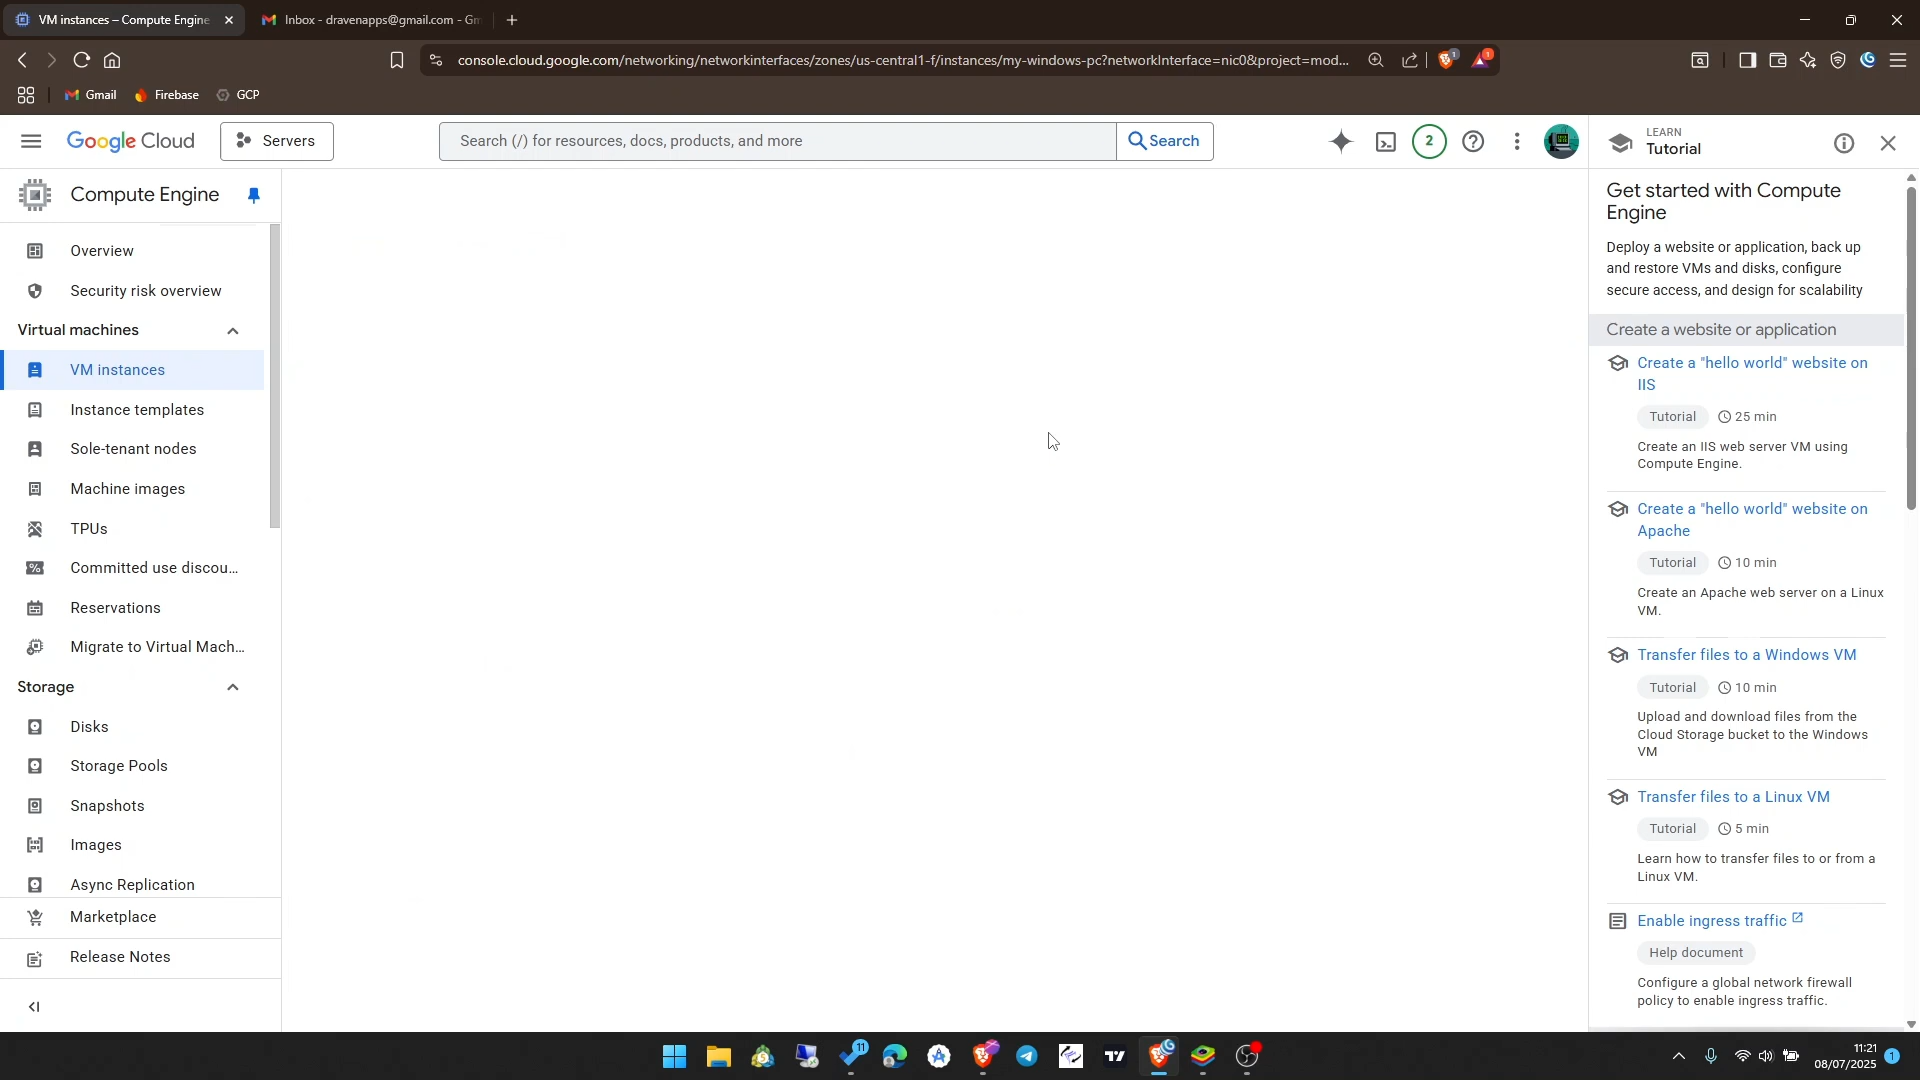 VM instances – Compute Engine
Inbox - dravenapps@gmail.com - Gm
console.cloud.google.com/networking/networkinterfaces/zones/us-central1-f/instances/my-windows-pc?networkInterface=nic0&project=mod...
1
1
Gmail
Firebase
GCP
Google Cloud
Servers
Search (/) for resources, docs, products, and more
Search
2
LEARN
Tutorial
Compute Engine
Overview
Security risk overview
Virtual machines
VM instances
Instance templates
Sole-tenant nodes
Machine images
TPUs
Committed use discou...
Reservations
Migrate to Virtual Mach...
Storage
Disks
Storage Pools
Snapshots
Images
Async Replication
Marketplace
Release Notes
Get started with Compute
Engine
Deploy a website or application, back up
and restore VMs and disks, configure
secure access, and design for scalability
Create a website or application
Create a "hello world" website on
IIS
Tutorial
25 min
Create an IIS web server VM using
Compute Engine.
Create a "hello world" website on
Apache
Tutorial
10 min
Create an Apache web server on a Linux
VM.
Transfer files to a Windows VM
Tutorial
10 min
Upload and download files from the
Cloud Storage bucket to the Windows
VM
Transfer files to a Linux VM
Tutorial
5 min
Learn how to transfer files to or from a
Linux VM.
Enable ingress traffic
Help document
Configure a global network firewall
policy to enable ingress traffic.
11
11:21
08/07/2025
1